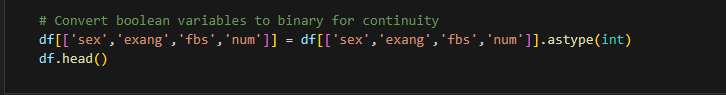 # Convert boolean variables to binary for continuity
df[['sex','exang','fbs','num']] = df[['sex','exang','fbs','num']].astype(int)
df.head()